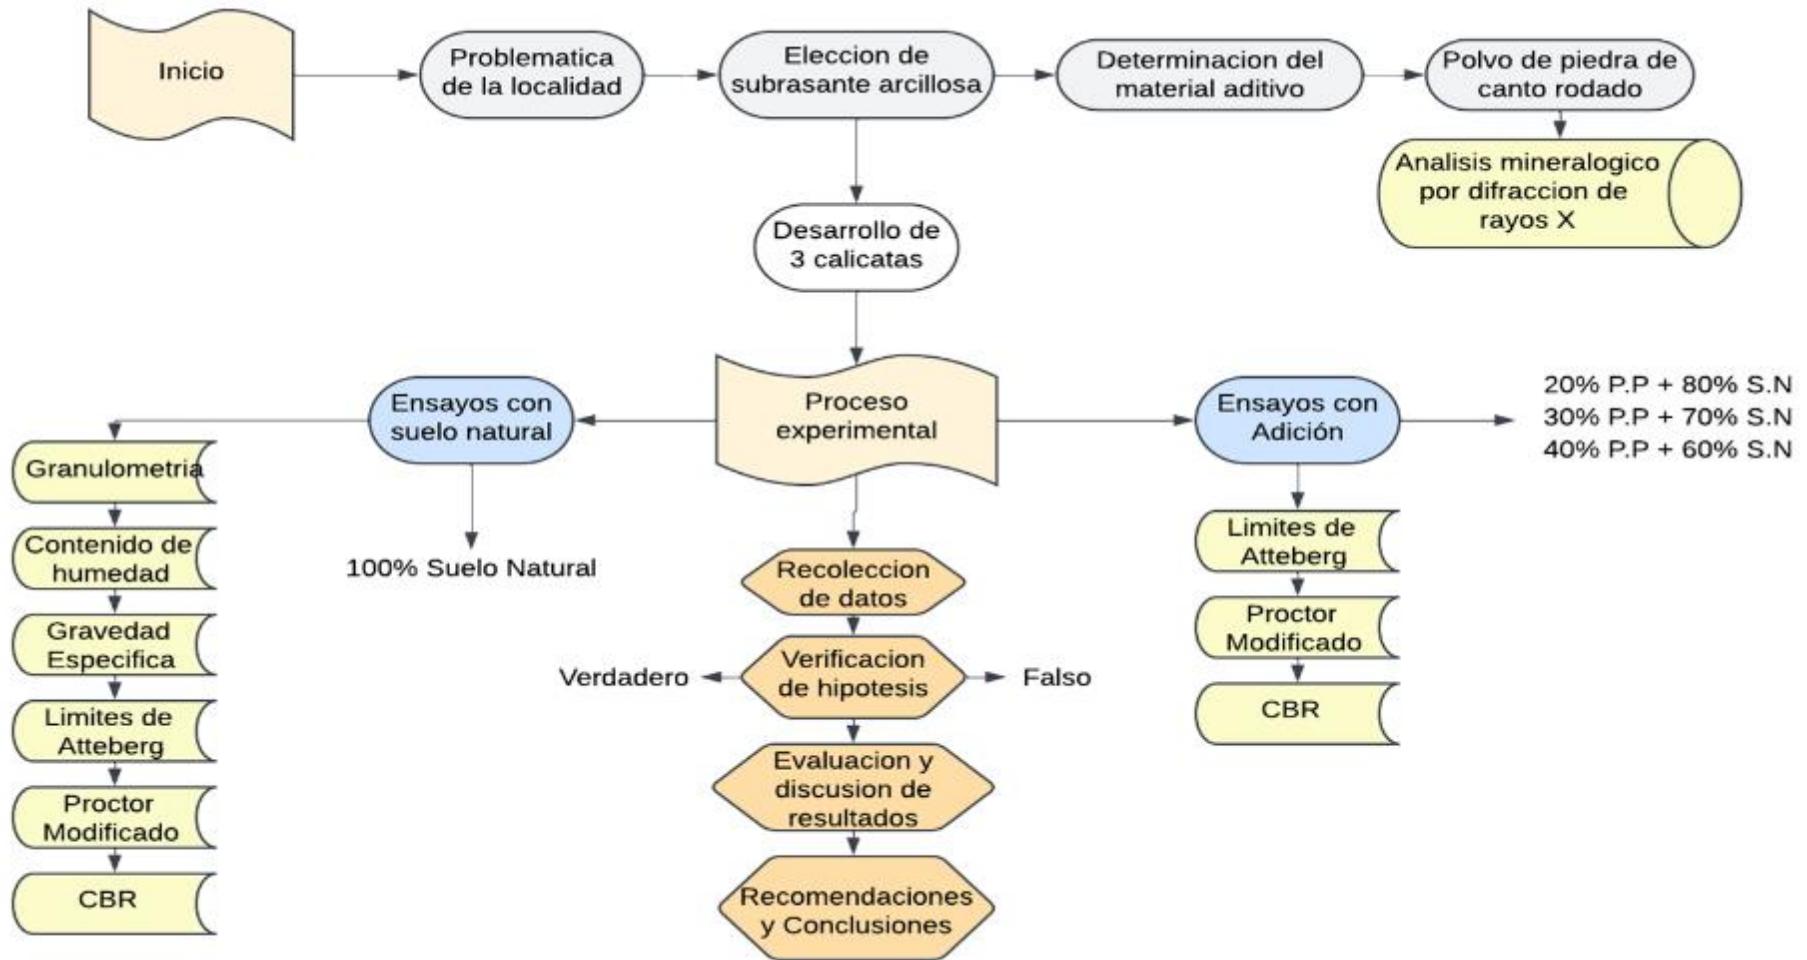 Inicio
Problematica
de la localidad
Eleccion de
subrasante arcillosa
Determinacion del
material aditivo
Polvo de piedra de
canto rodado
Analisis mineralogico
por difraccion de
rayos X
Desarrollo de
3 calicatas
Proceso
experimental
Ensayos con
suelo natural
100% Suelo Natural
Granulometria
Contenido de
humedad
Gravedad
Especifica
Limites de
Atteberg
Proctor
Modificado
CBR
Recoleccion
de datos
Verificacion
de hipotesis
Verdadero
Falso
Evaluacion y
discusion de
resultados
Recomendaciones
y Conclusiones
Ensayos con
Adición
20% P.P + 80% S.N
30% P.P + 70% S.N
40% P.P + 60% S.N
Limites de
Atteberg
Proctor
Modificado
CBR